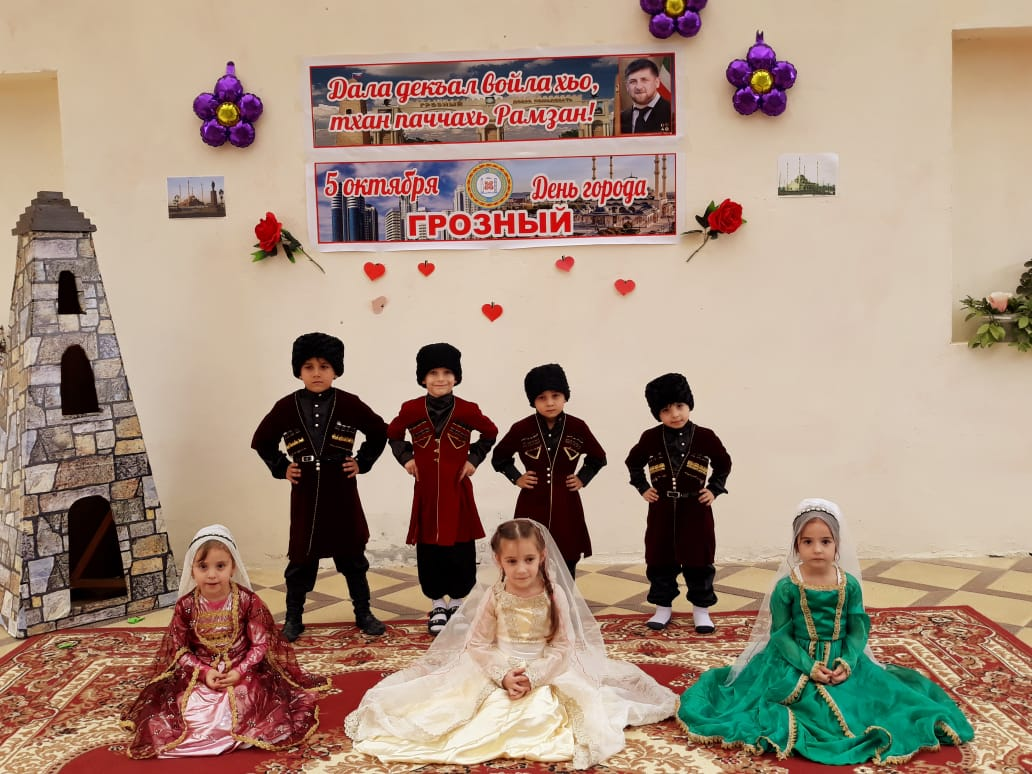 Дала декъал войла хьо,
тхан паччахь Рамзан!
5 октября День города
ГРОЗНЫЙ